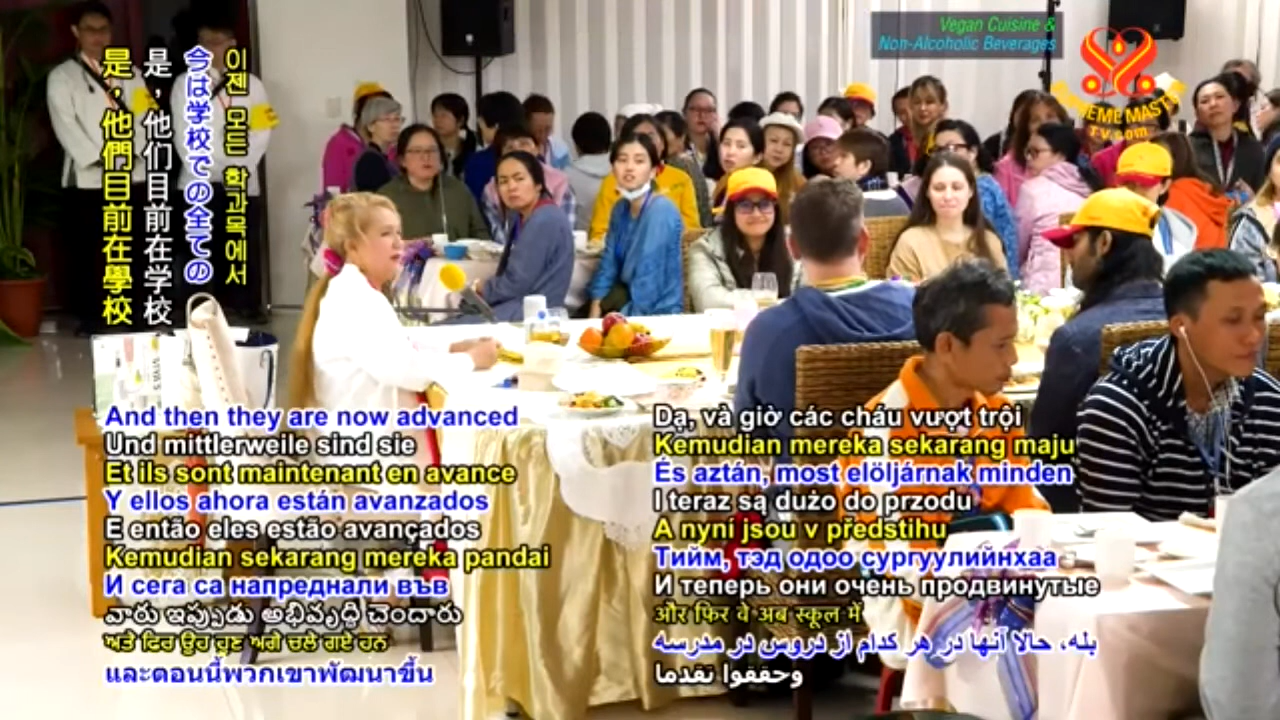 Vegan Cuisine &
Non-Alcoholic Beverages
SUPREME MASTER
TV.com
是，他們目前在學校
是，他们目前在学校
今は学校での全ての
이젠 모든 학과목에서
And then they are now advanced
Und mittlerweile sind sie
Et ils sont maintenant en avance
Y ellos ahora están avanzados
E então eles estão avançados
Kemudian sekarang mereka pandai
И сега са напреднали във
వారు ఇప్పుడు అభివృద్ధి చెందారు
ਅਤੇ ਫਿਰ ਉਹ ਹੁਣ ਅਗੇ ਚਲੇ ਗਏ ਹਨ
และตอนนี้พวกเขาพัฒนาขึ้น
Dạ, và giờ các cháu vượt trội
Kemudian mereka sekarang maju
És aztán, most elöljárnak minden
I teraz są dużo do przodu
A nyní jsou v předstihu
Тийм, тэд одоо сургуулийнхаа
И теперь они очень продвинутые
और फिर वे अब स्कूल में
بله، حالا آنها در هر کدام از دروس در مدرسه
وحققوا تقدما